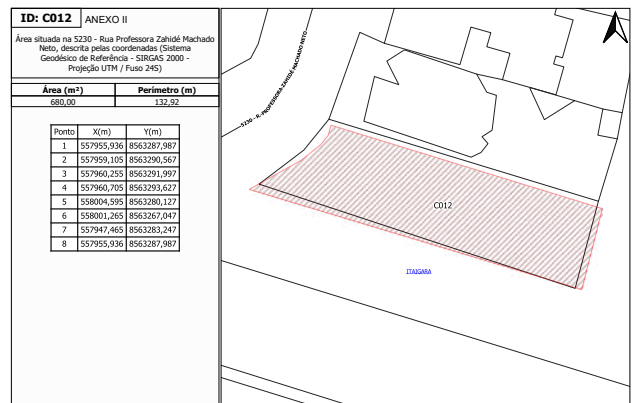 ID: C012 ANEXO II
Área situada na 5230 - Rua Professora Zahidé Machado
Neto, descrita pelas coordenadas (Sistema
Geodésico de Referência - SIRGAS 2000 -
Projeção UTM / Fuso 24S)
Área (m²) Perímetro (m)
680,00 132,92
Ponto X(m) Y(m)
1 557955,936 8563287,987
2 557959,105 8563290,567
3 557960,255 8563291,997
4 557960,705 8563293,627
5 558004,595 8563280,127
6 558001,265 8563267,047
7 557947,465 8563283,247
8 557955,936 8563287,987
5230 - R. PROFESSORA ZAHIDÉ MACHADO NETO
C012
ITAIGARA